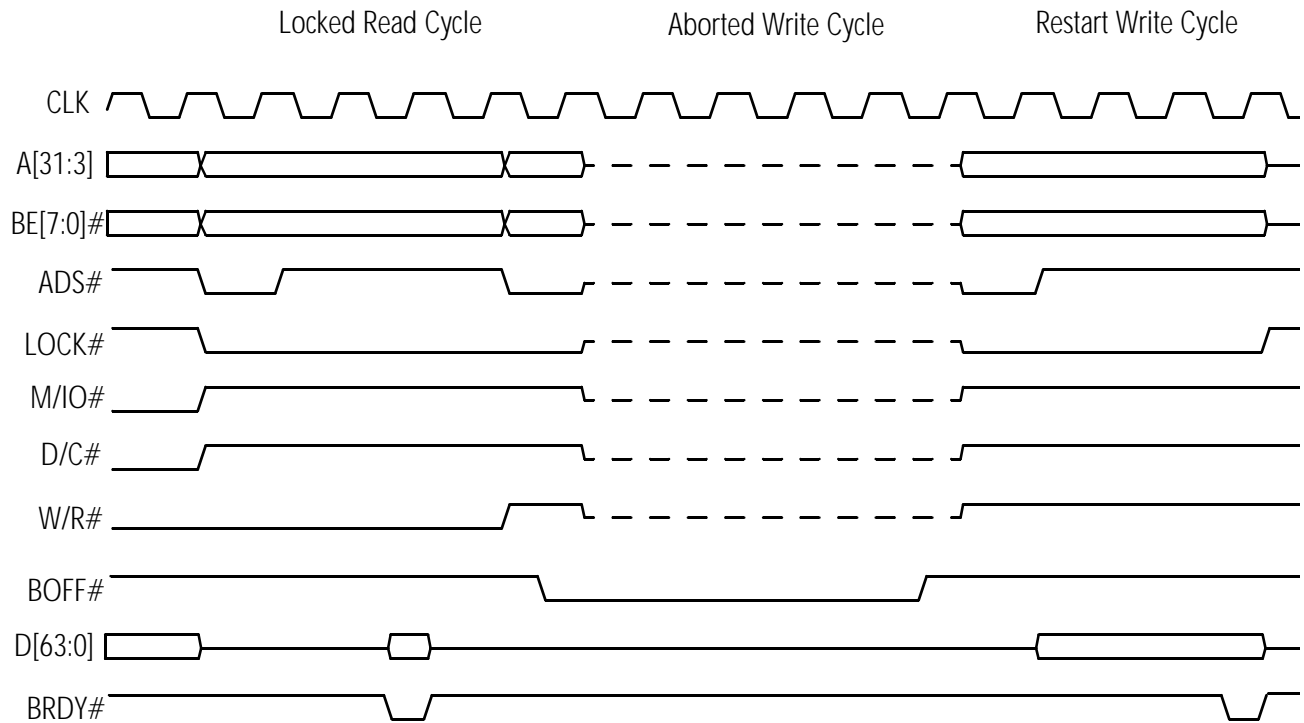 Locked Read Cycle
Aborted Write Cycle
Restart Write Cycle
CLK
A[31:3]
BE[7:0]#
ADS#
LOCK#
M/IO#
D/C#
W/R#
BOFF#
D[63:0]
BRDY#